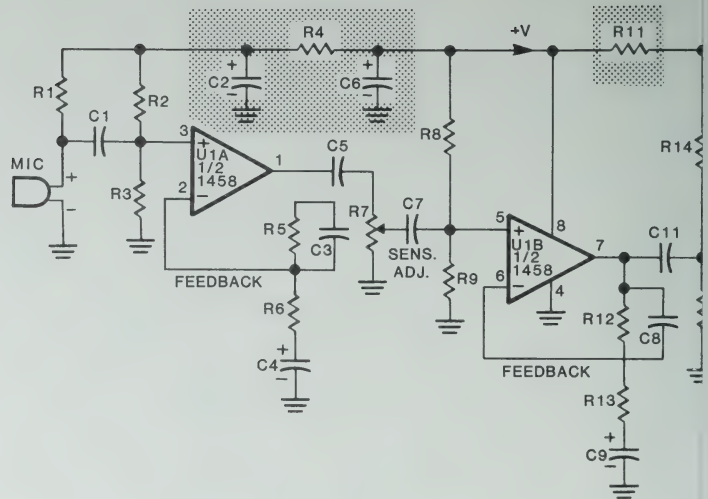 R4
+V
R11
R1
C2
+
-
C6
+
-
C1
R2
R8
R14
MIC
+
-
3
+
U1A
1/2
1458
2
-
1
C5
R3
R7
C7
SENS.
ADJ.
5
+
U1B
1/2
1458
6
-
8
7
4
C11
R5
C3
FEEDBACK
R9
R6
R12
C8
C4
+
-
FEEDBACK
R13
C9
+
-